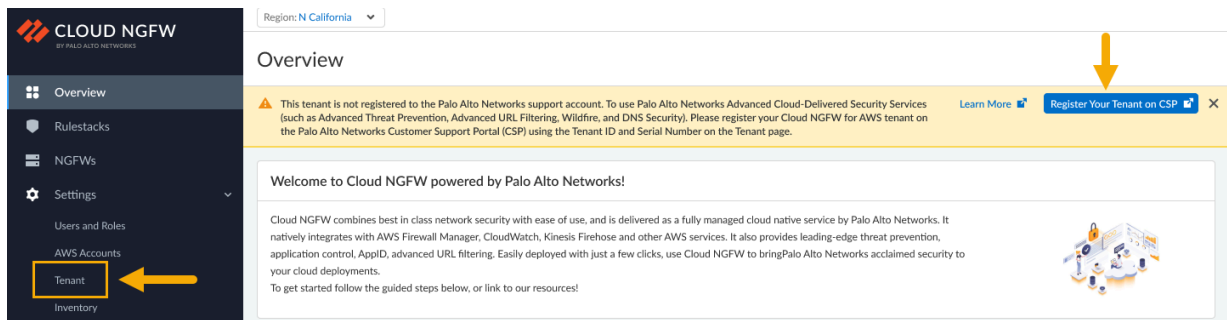 CLOUD NGFW
BY PALO ALTO NETWORKS
Overview
Rulestacks
NGFWs
Settings
Users and Roles
AWS Accounts
Tenant
Inventory
Region: N California
Overview
This tenant is not registered to the Palo Alto Networks support account. To use Palo Alto Networks Advanced Cloud-Delivered Security Services
(such as Advanced Threat Prevention, Advanced URL Filtering, Wildfire, and DNS Security). Please register your Cloud NGFW for AWS tenant on
the Palo Alto Networks Customer Support Portal (CSP) using the Tenant ID and Serial Number on the Tenant page.
Learn More
Register Your Tenant on CSP
Welcome to Cloud NGFW powered by Palo Alto Networks!
Cloud NGFW combines best in class network security with ease of use, and is delivered as a fully managed cloud native service by Palo Alto Networks. It
natively integrates with AWS Firewall Manager, CloudWatch, Kinesis Firehose and other AWS services. It also provides leading-edge threat prevention,
application control, AppID, advanced URL filtering. Easily deployed with just a few clicks, use Cloud NGFW to bringPalo Alto Networks acclaimed security to
your cloud deployments.
To get started follow the guided steps below, or link to our resources!